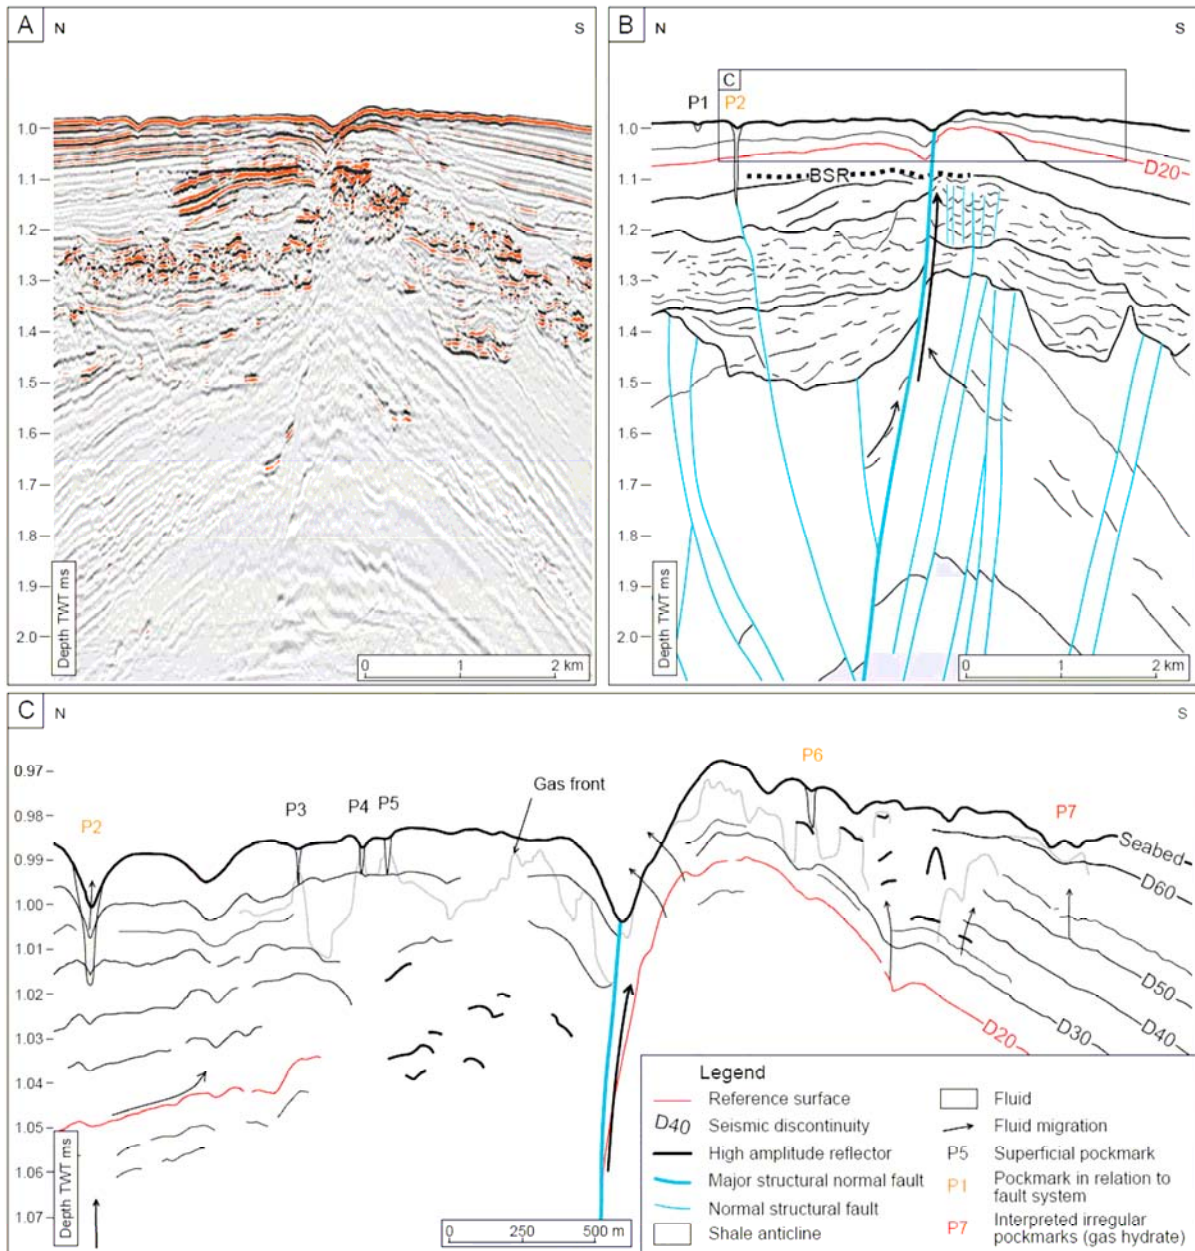 A N S
1.0
1.1
1.2
1.3
1.4
1.5
1.6
1.7
1.8
1.9
2.0
Depth TWT ms
0 1 2 km
B N S
C
P1 P2
1.0
D20
1.1
BSR
1.2
1.3
1.4
1.5
1.6
1.7
1.8
1.9
2.0
Depth TWT ms
0 1 2 km
C N S
0.97
0.98
0.99
1.00
1.01
1.02
1.03
1.04
1.05
1.06
1.07
Depth TWT ms
P2
P3
P4
P5
Gas front
P6
P7
Seabed
D60
D50
D40
D30
D20
0 250 500 m
Legend
Reference surface
D40 Seismic discontinuity
High amplitude reflector
Major structural normal fault
Normal structural fault
Shale anticline
Fluid
Fluid migration
P5 Superficial pockmark
P1 Pockmark in relation to
fault system
P7 Interpreted irregular
pockmarks (gas hydrate)